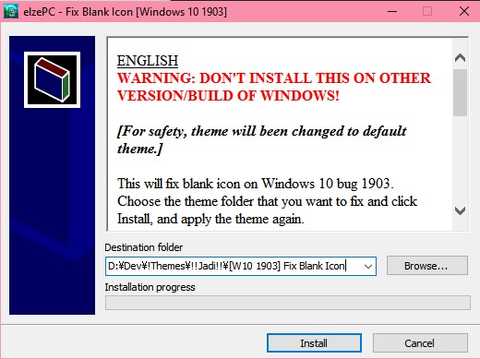 elzePC - Fix Blank Icon [Windows 10 1903]
ENGLISH
WARNING: DON'T INSTALL THIS ON OTHER
VERSION/BUILD OF WINDOWS!
[For safety, theme will been changed to default
theme.]
This will fix blank icon on Windows 10 bug 1903.
Choose the theme folder that you want to fix and click
Install, and apply the theme again.
Destination folder
D:¥Dev¥!Themes¥!!Jadi!!¥[W10 1903] Fix Blank Icon
Browse...
Installation progress
Install
Cancel